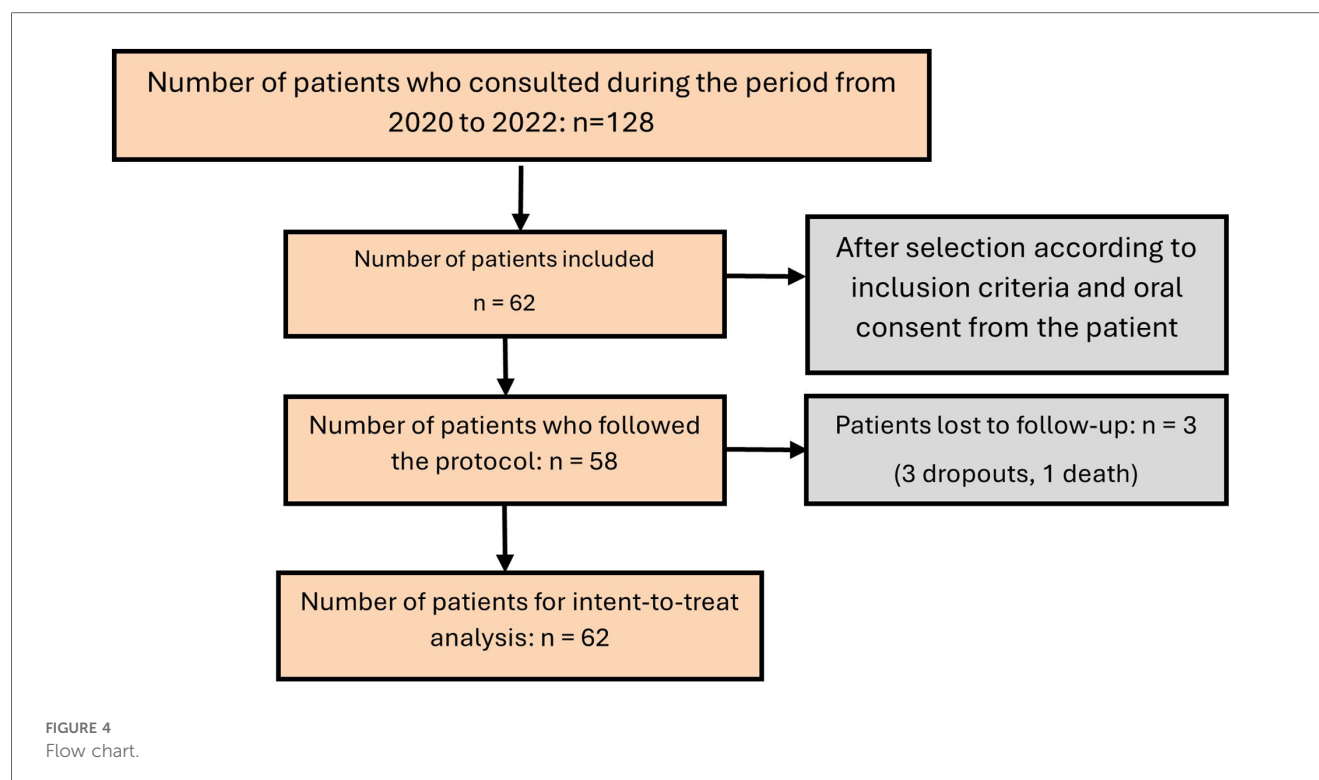 Number of patients who consulted during the period from
2020 to 2022: n=128
Number of patients included
n = 62
After selection according to
inclusion criteria and oral
consent from the patient
Number of patients who followed
the protocol: n = 58
Patients lost to follow-up: n = 3
(3 dropouts, 1 death)
Number of patients for intent-to-treat
analysis: n = 62
FIGURE 4
Flow chart.